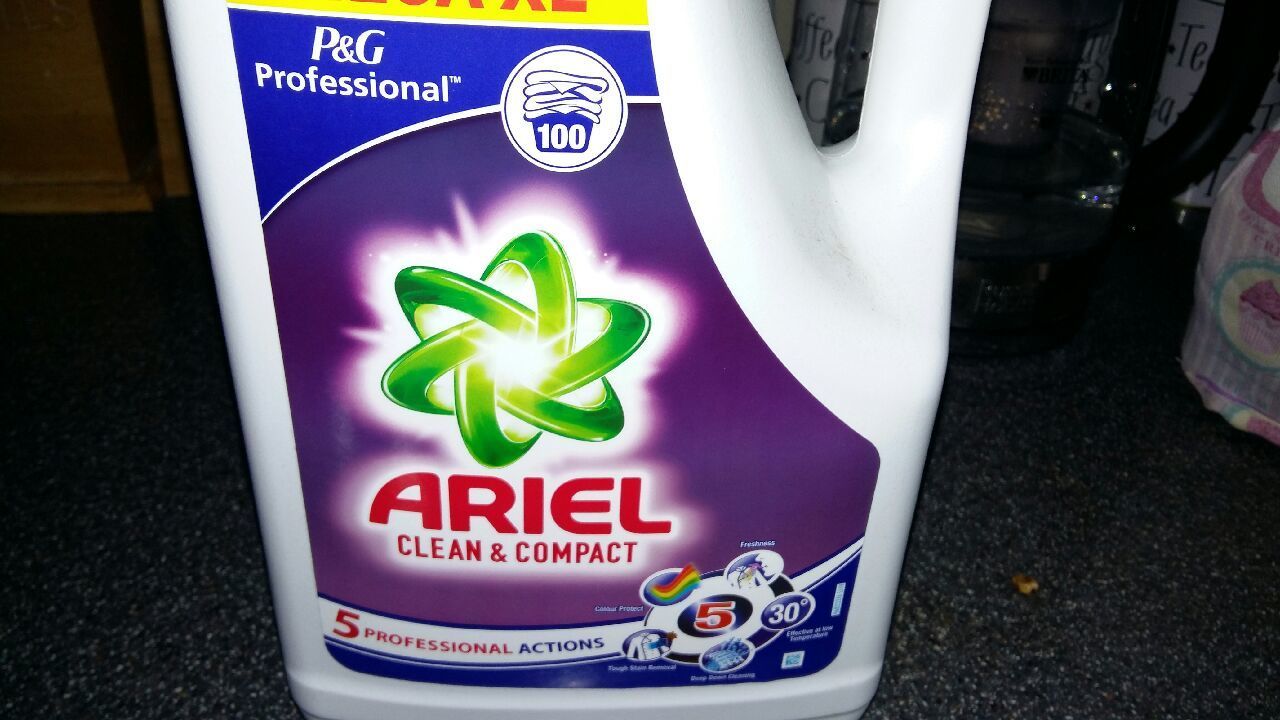 P&G
Professional™
100
ARIEL
CLEAN & COMPACT
Freshness
Colour Protect
5
30°
Effective at low
Temperature
5 PROFESSIONAL ACTIONS
Tough Stain Removal
Deep Down Cleaning
BRITA